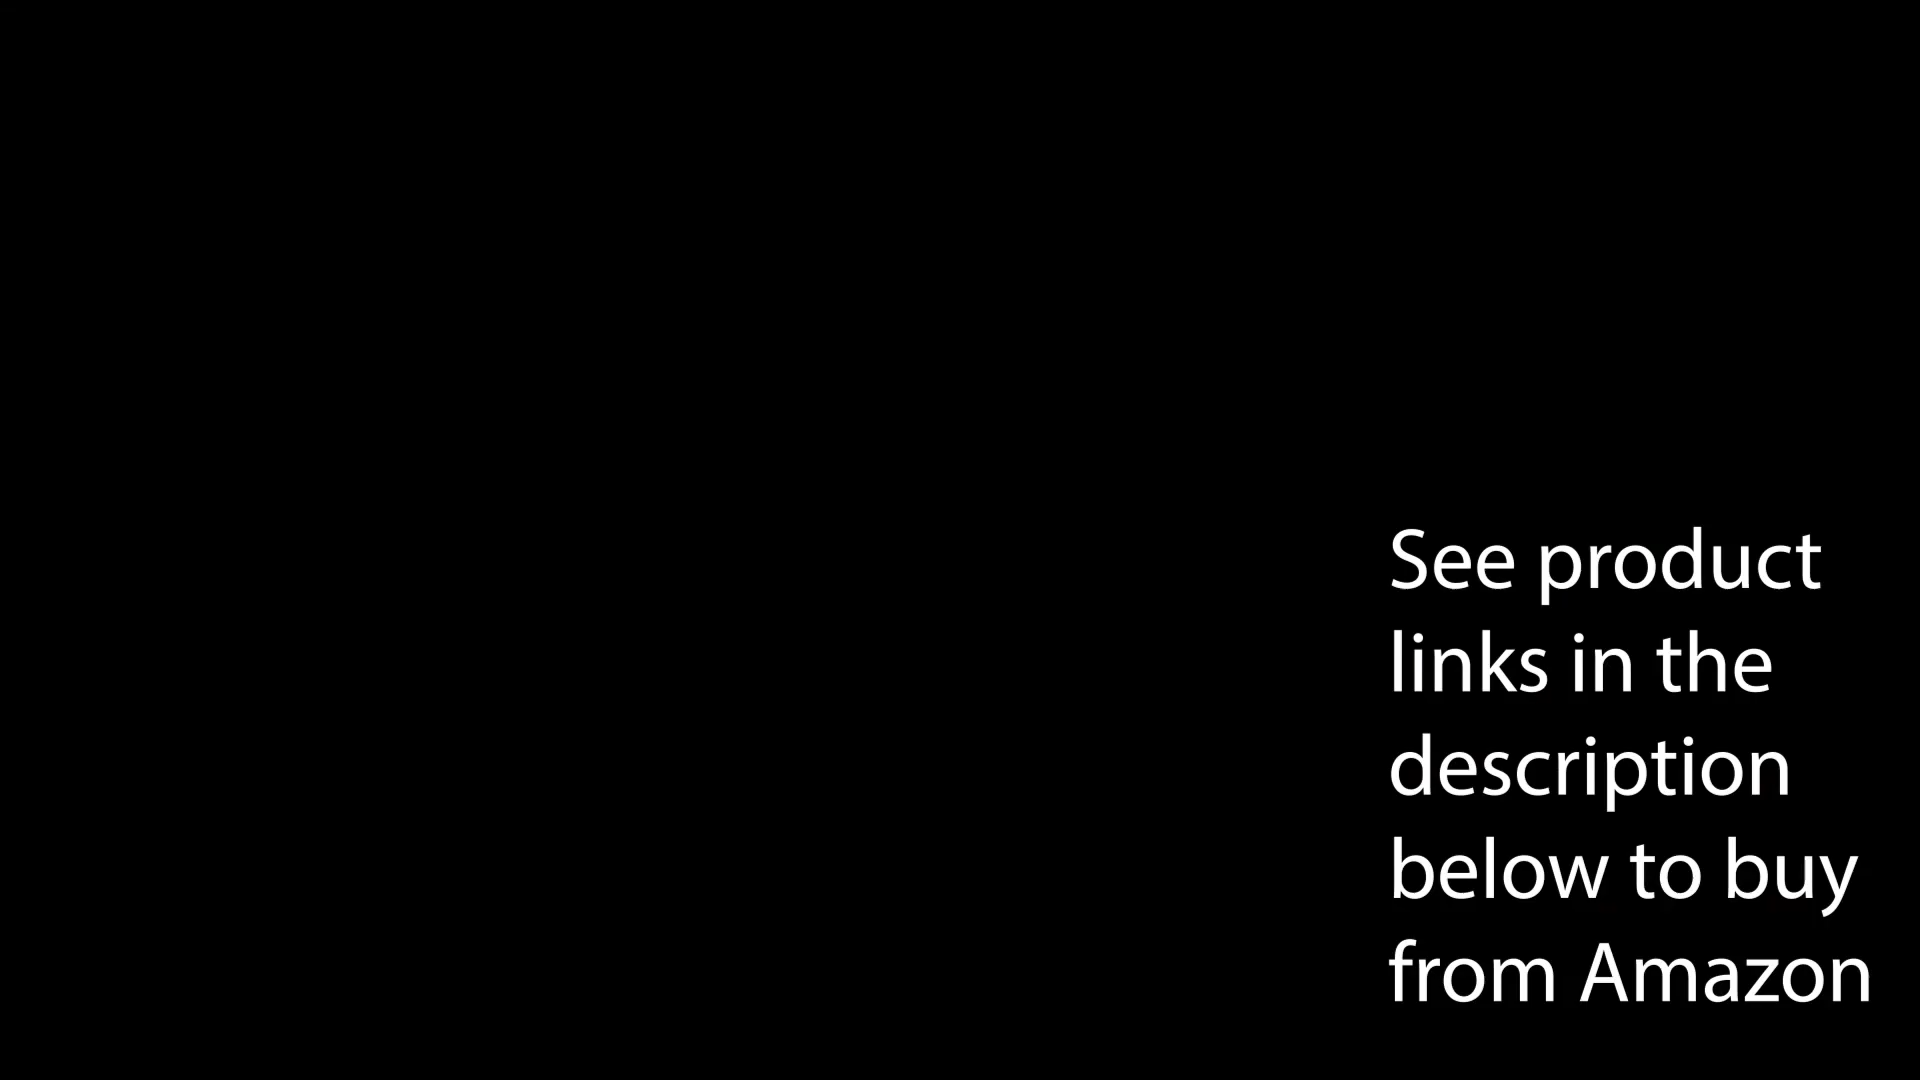 See product
links in the
description
below to buy
from Amazon